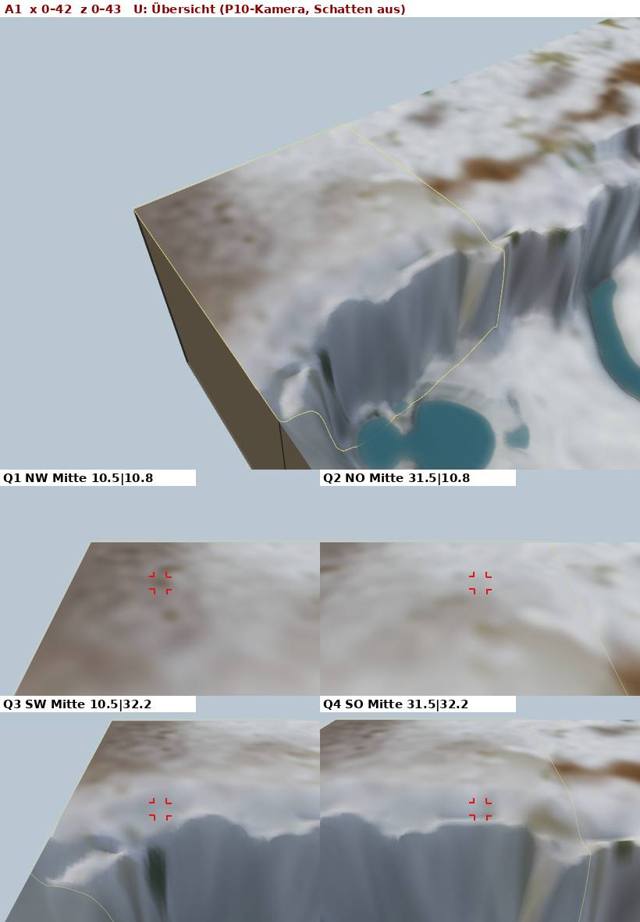 A1 x 0–42 z 0–43 U: Übersicht (P10-Kamera, Schatten aus)
Q1 NW Mitte 10.5|10.8
Q2 NO Mitte 31.5|10.8
Q3 SW Mitte 10.5|32.2
Q4 SO Mitte 31.5|32.2